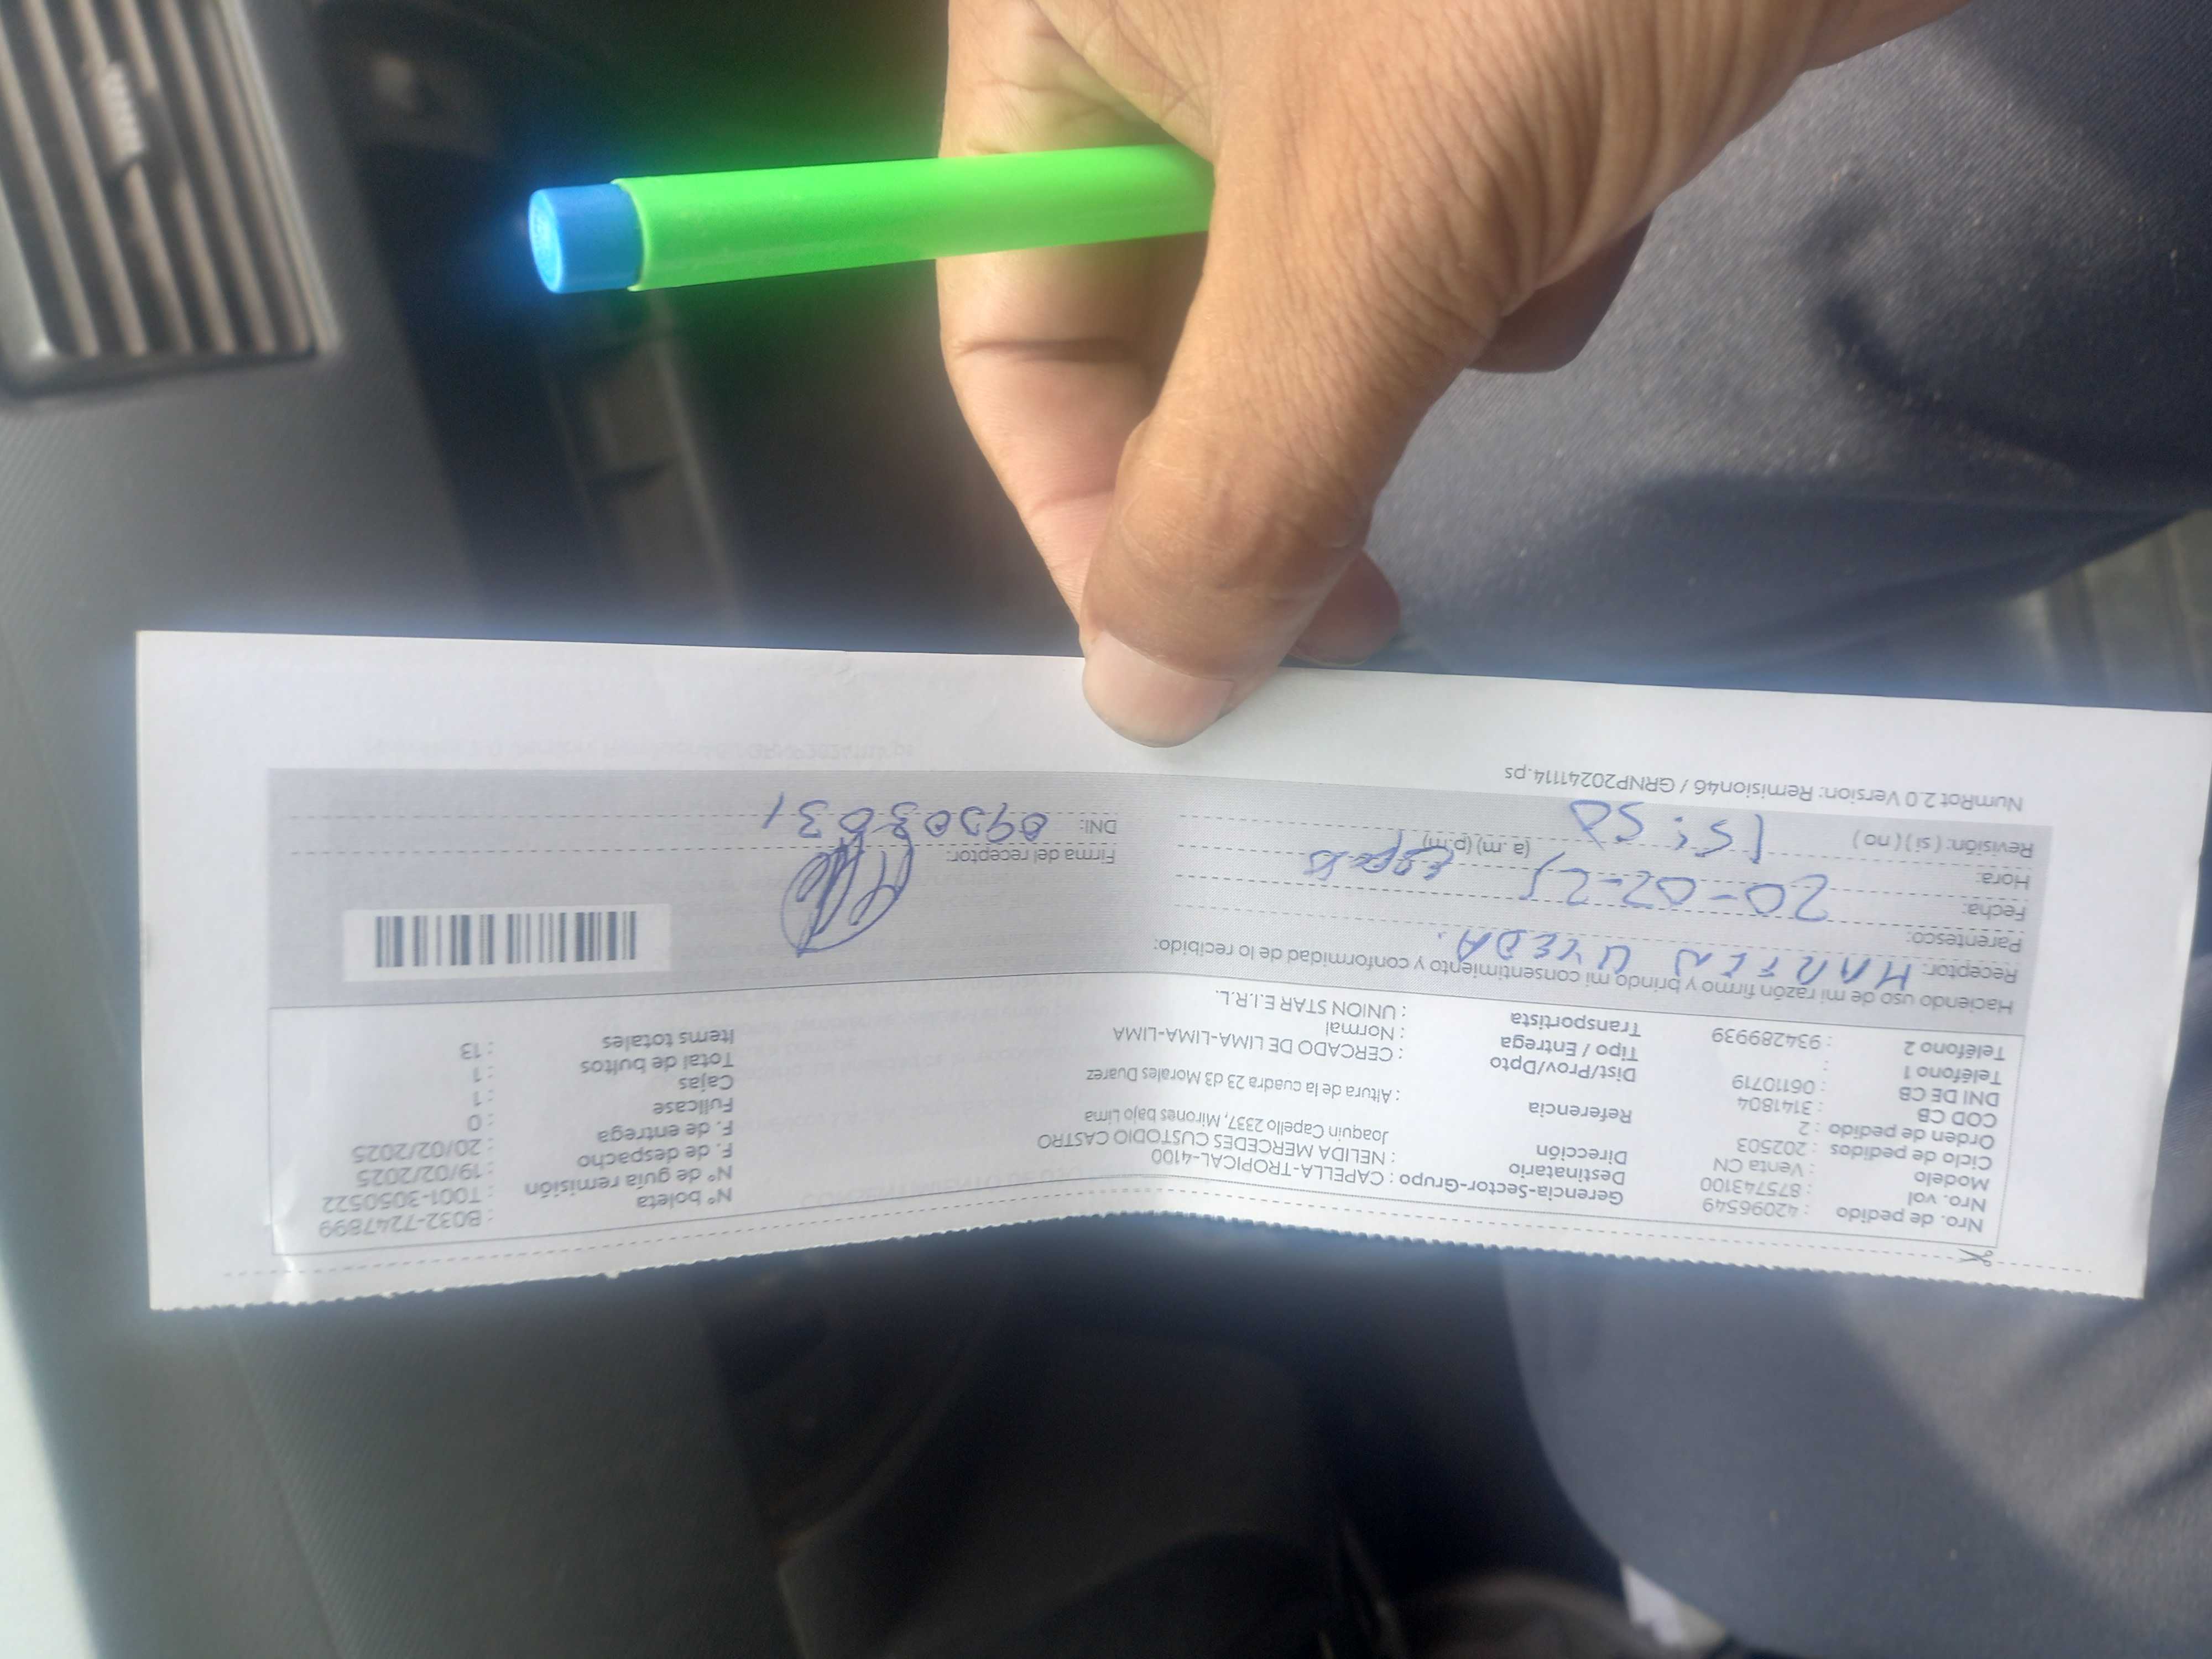 Nro. de pedido : 42096549
Nro. vol : 875743100
Modelo : Venta CN
Ciclo de pedidos : 202503
Orden de pedido : 2
COD CB : 3141804
DNI DE CB : 06110719
Teléfono 1 :
Teléfono 2 : 934289939
Gerencia-Sector-Grupo : CAPELLA-TROPICAL-4100
Destinatario : NELIDA MERCEDES CUSTODIO CASTRO
Dirección Joaquin Capello 2337, Mirones bajo Lima
Referencia : Altura de la cuadra 23 d3 Morales Duarez
Dist/Prov/Dpto : CERCADO DE LIMA-LIMA-LIMA
Tipo / Entrega : Normal
Transportista : UNION STAR E.I.R.L.
N° boleta : B032-7247899
N° de guía remisión : T001-3050522
F. de despacho : 19/02/2025
F. de entrega : 20/02/2025
Fullcase : 0
Cajas : 1
Total de bultos : 1
Items totales : 13
Haciendo uso de mi razón firmo y brindo mi consentimiento y conformidad de lo recibido:
Receptor: UYEDA.
Parentesco:
Fecha: 20-02-25
Hora: (a .m) (p.m)
Revisión: ( si ) ( no ) 15:50
Firma del receptor:
DNI:
NumRot 2.0 Version: Remision46 / GRNP20241114.ps